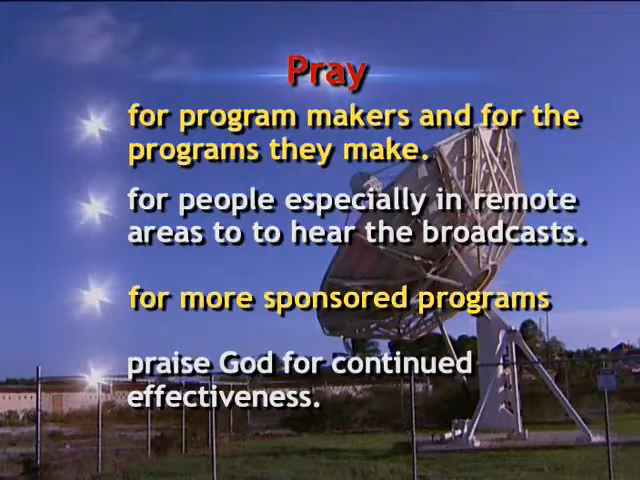 Pray
for program makers and for the
programs they make.
for people especially in remote
areas to to hear the broadcasts.
for more sponsored programs
praise God for continued
effectiveness.